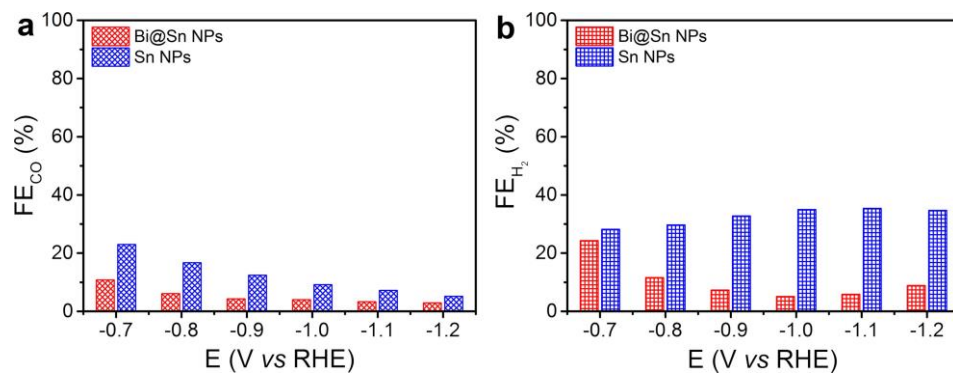 a
Bi@Sn NPs
Sn NPs
FE_CO (%)
100
80
60
40
20
0
-0.7 -0.8 -0.9 -1.0 -1.1 -1.2
E (V vs RHE)
b
Bi@Sn NPs
Sn NPs
FE_H₂ (%)
100
80
60
40
20
0
-0.7 -0.8 -0.9 -1.0 -1.1 -1.2
E (V vs RHE)